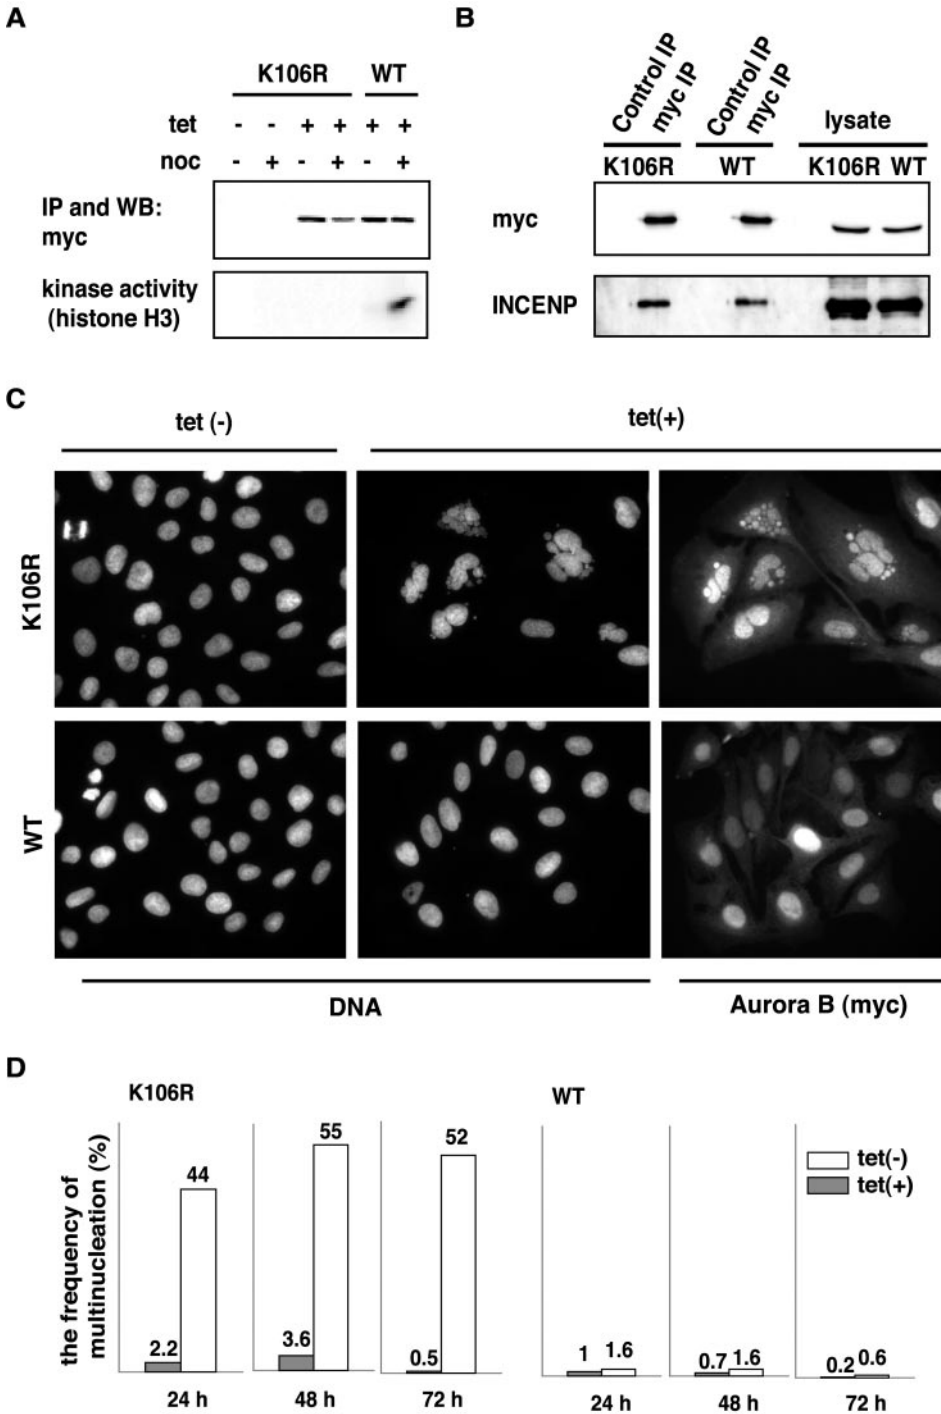 A
K106R WT
tet - - + + + +
noc - + - + - +
IP and WB:
myc
kinase activity
(histone H3)
B
Control IP
myc IP
Control IP
myc IP
lysate
K106R WT K106R WT
myc
INCENP
C
tet (-) tet(+)
K106R
WT
DNA Aurora B (myc)
D
K106R WT
the frequency of
multinucleation (%)
2.2 44
3.6 55
0.5 52
1 1.6
0.7 1.6
0.2 0.6
tet(-)
tet(+)
24 h 48 h 72 h 24 h 48 h 72 h